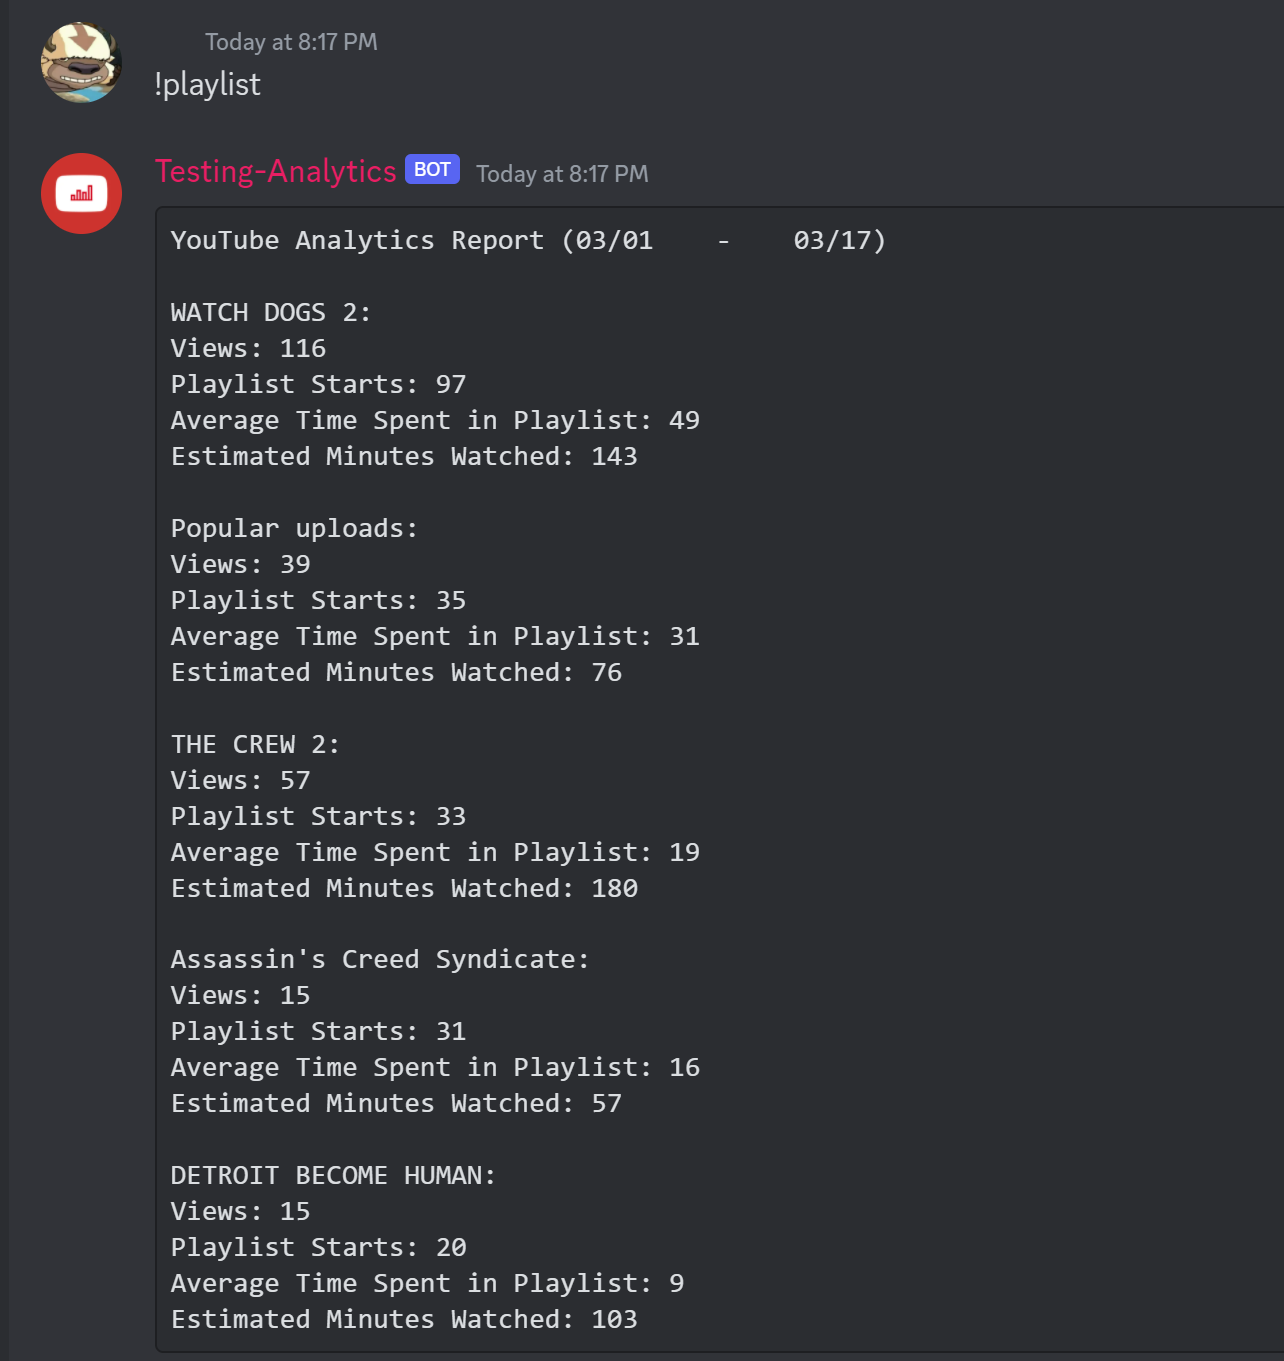 Today at 8:17 PM
!playlist
Testing-Analytics BOT Today at 8:17 PM
YouTube Analytics Report (03/01    -    03/17)
WATCH DOGS 2:
Views: 116
Playlist Starts: 97
Average Time Spent in Playlist: 49
Estimated Minutes Watched: 143
Popular uploads:
Views: 39
Playlist Starts: 35
Average Time Spent in Playlist: 31
Estimated Minutes Watched: 76
THE CREW 2:
Views: 57
Playlist Starts: 33
Average Time Spent in Playlist: 19
Estimated Minutes Watched: 180
Assassin's Creed Syndicate:
Views: 15
Playlist Starts: 31
Average Time Spent in Playlist: 16
Estimated Minutes Watched: 57
DETROIT BECOME HUMAN:
Views: 15
Playlist Starts: 20
Average Time Spent in Playlist: 9
Estimated Minutes Watched: 103